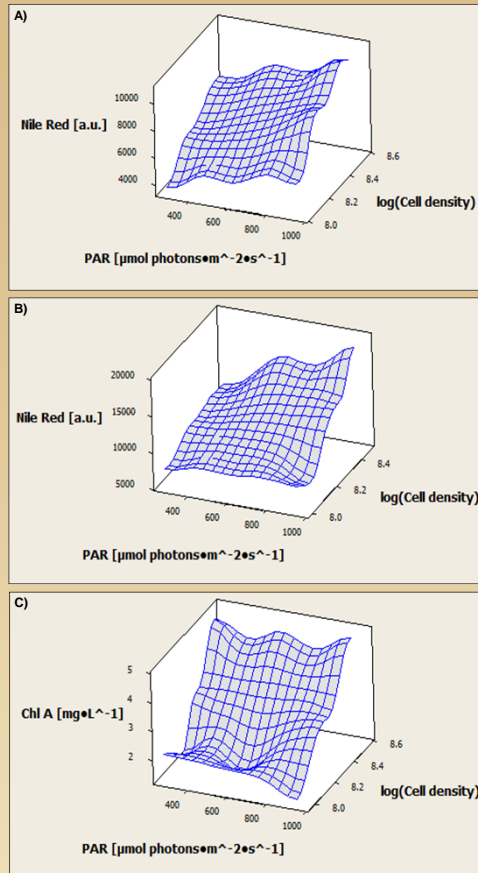 A)
10000
8000
Nile Red [a.u.]
6000
4000
400
600
800
1000
8.0
8.2
8.4
8.6
log(Cell density)
PAR [µmol photons•m^-2•s^-1]
B)
20000
15000
Nile Red [a.u.]
10000
5000
400
600
800
1000
8.0
8.2
8.4
log(Cell density)
PAR [µmol photons•m^-2•s^-1]
C)
5
4
Chl A [mg•L^-1]
3
2
400
600
800
1000
8.0
8.2
8.4
8.6
log(Cell density)
PAR [µmol photons•m^-2•s^-1]